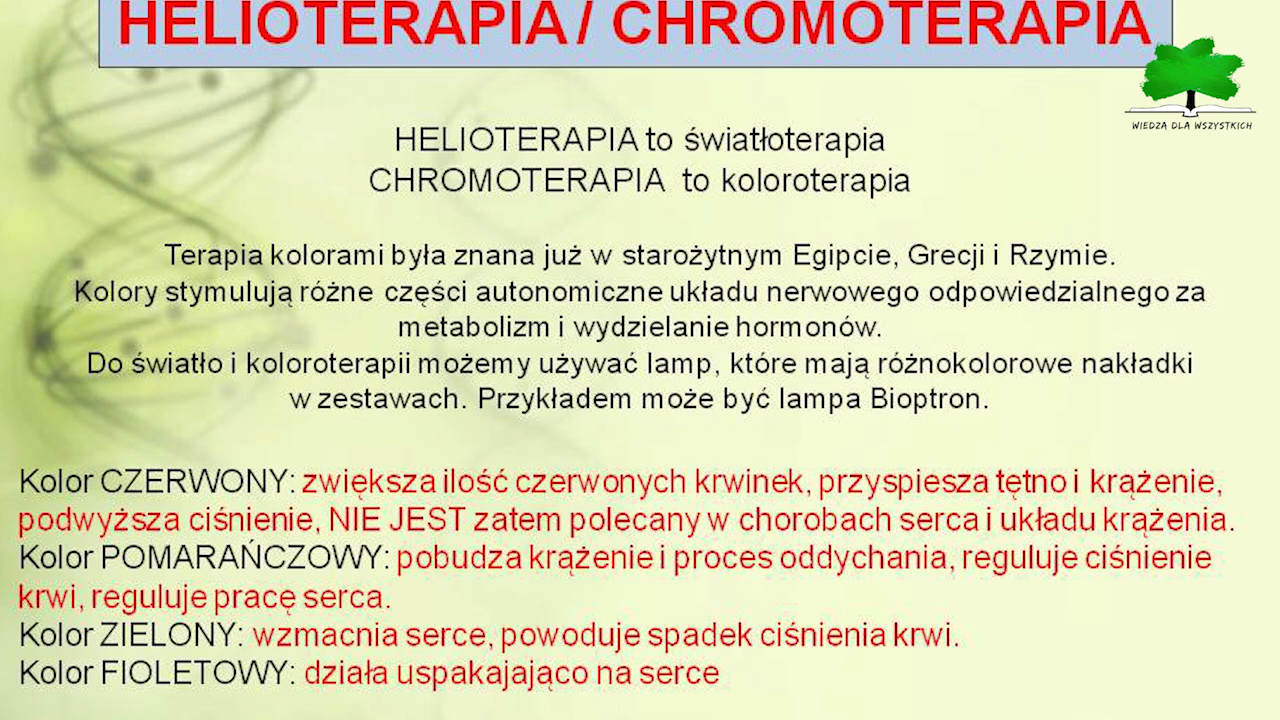 HELIOTERAPIA / CHROMOTERAPIA
WIEDZA DLA WSZYSTKICH
HELIOTERAPIA to światłoterapia
CHROMOTERAPIA to koloroterapia
Terapia kolorami była znana już w starożytnym Egipcie, Grecji i Rzymie.
Kolory stymulują różne części autonomiczne układu nerwowego odpowiedzialnego za
metabolizm i wydzielanie hormonów.
Do światło i koloroterapii możemy używać lamp, które mają różnokolorowe nakładki
w zestawach. Przykładem może być lampa Bioptron.
Kolor CZERWONY: zwiększa ilość czerwonych krwinek, przyspiesza tętno i krążenie,
podwyższa ciśnienie, NIE JEST zatem polecany w chorobach serca i układu krążenia.
Kolor POMARAŃCZOWY: pobudza krążenie i proces oddychania, reguluje ciśnienie
krwi, reguluje pracę serca.
Kolor ZIELONY: wzmacnia serce, powoduje spadek ciśnienia krwi.
Kolor FIOLETOWY: działa uspakajająco na serce